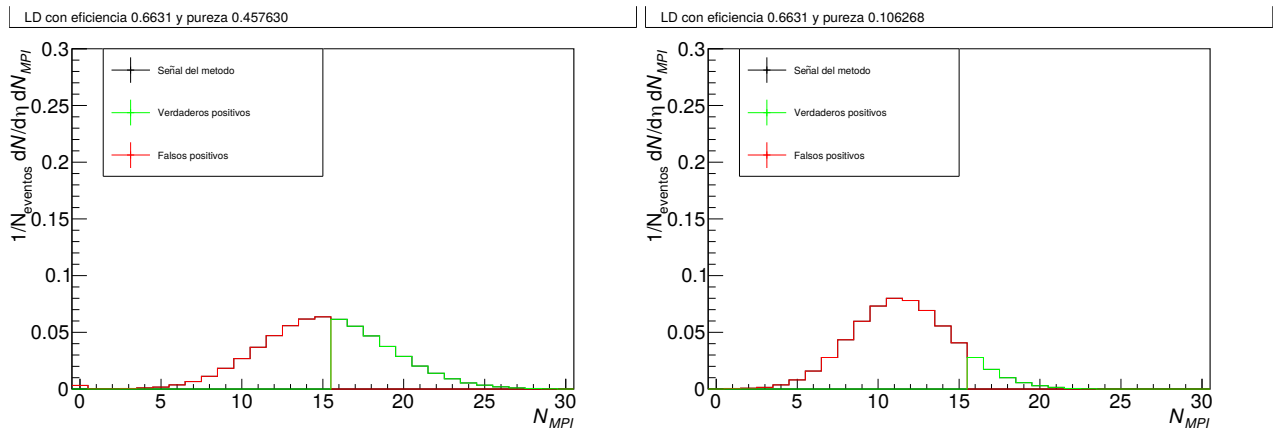 LD con eficiencia 0.6631 y pureza 0.457630
0.3
0.25
0.2
0.15
0.1
0.05
0
1/N_eventos dN/dη dN_MPI
Señal del metodo
Verdaderos positivos
Falsos positivos
0 5 10 15 20 25 30
N_MPI
LD con eficiencia 0.6631 y pureza 0.106268
0.3
0.25
0.2
0.15
0.1
0.05
0
1/N_eventos dN/dη dN_MPI
Señal del metodo
Verdaderos positivos
Falsos positivos
0 5 10 15 20 25 30
N_MPI